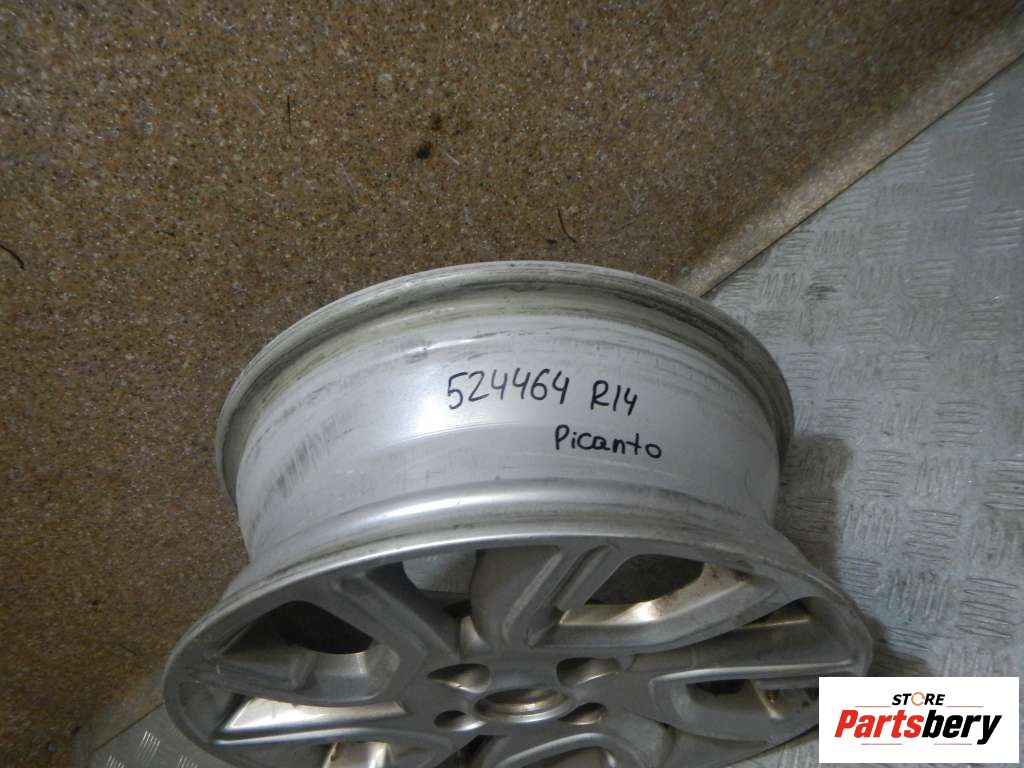 524464 R14
Picanto
STORE
Partsbery